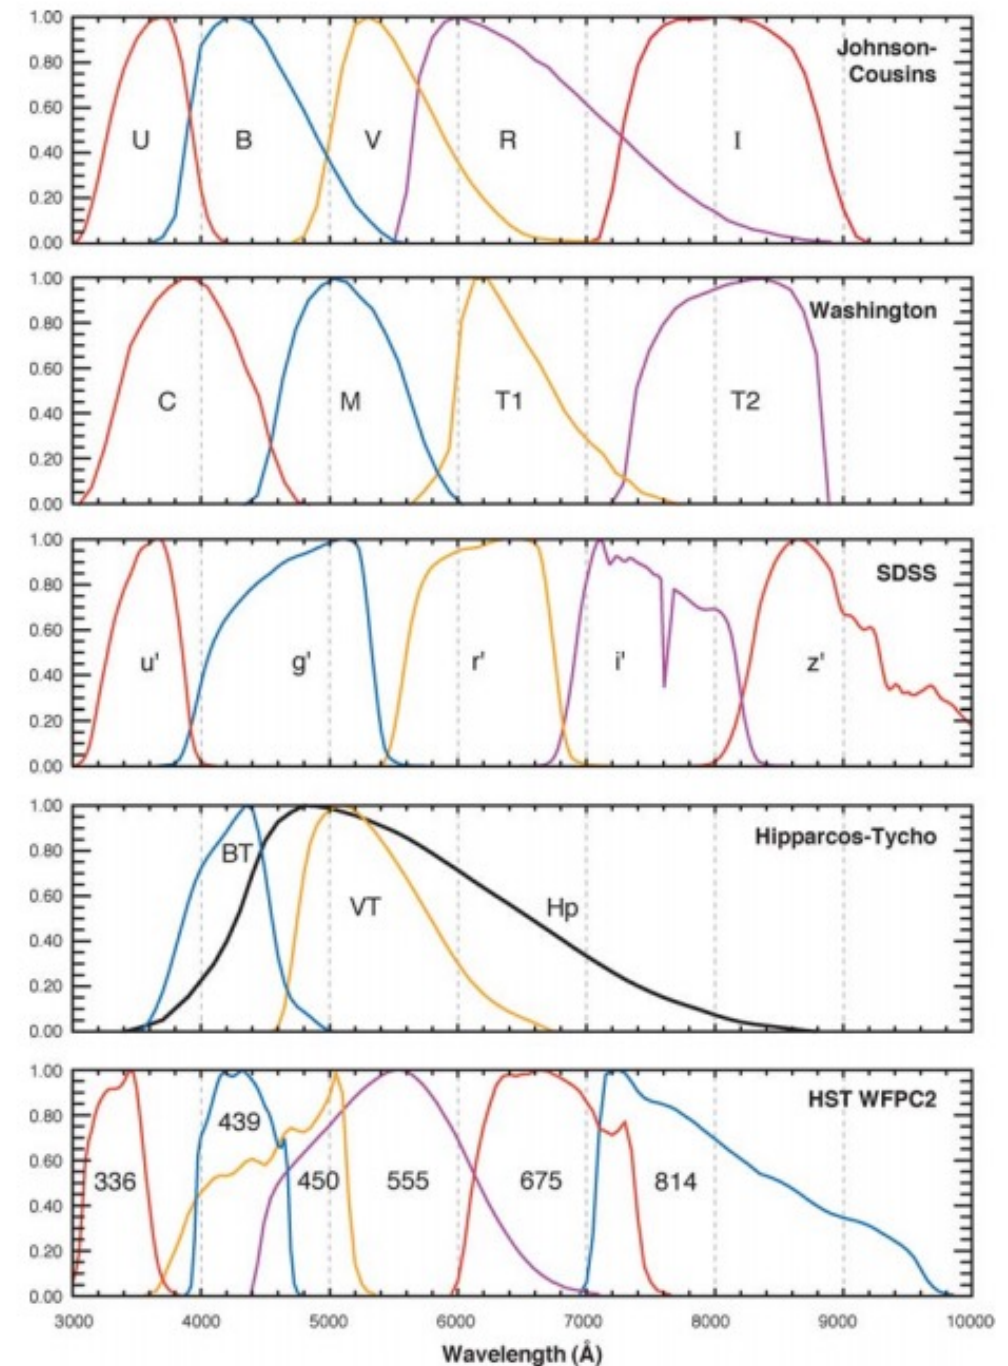 1.00
0.80
0.60
0.40
0.20
0.00
U
B
V
R
I
Johnson-
Cousins
1.00
0.80
0.60
0.40
0.20
0.00
C
M
T1
T2
Washington
1.00
0.80
0.60
0.40
0.20
0.00
u'
g'
r'
i'
z'
SDSS
1.00
0.80
0.60
0.40
0.20
0.00
BT
VT
Hp
Hipparcos-Tycho
1.00
0.80
0.60
0.40
0.20
0.00
336
439
450
555
675
814
HST WFPC2
3000 4000 5000 6000 7000 8000 9000 10000
Wavelength (Å)